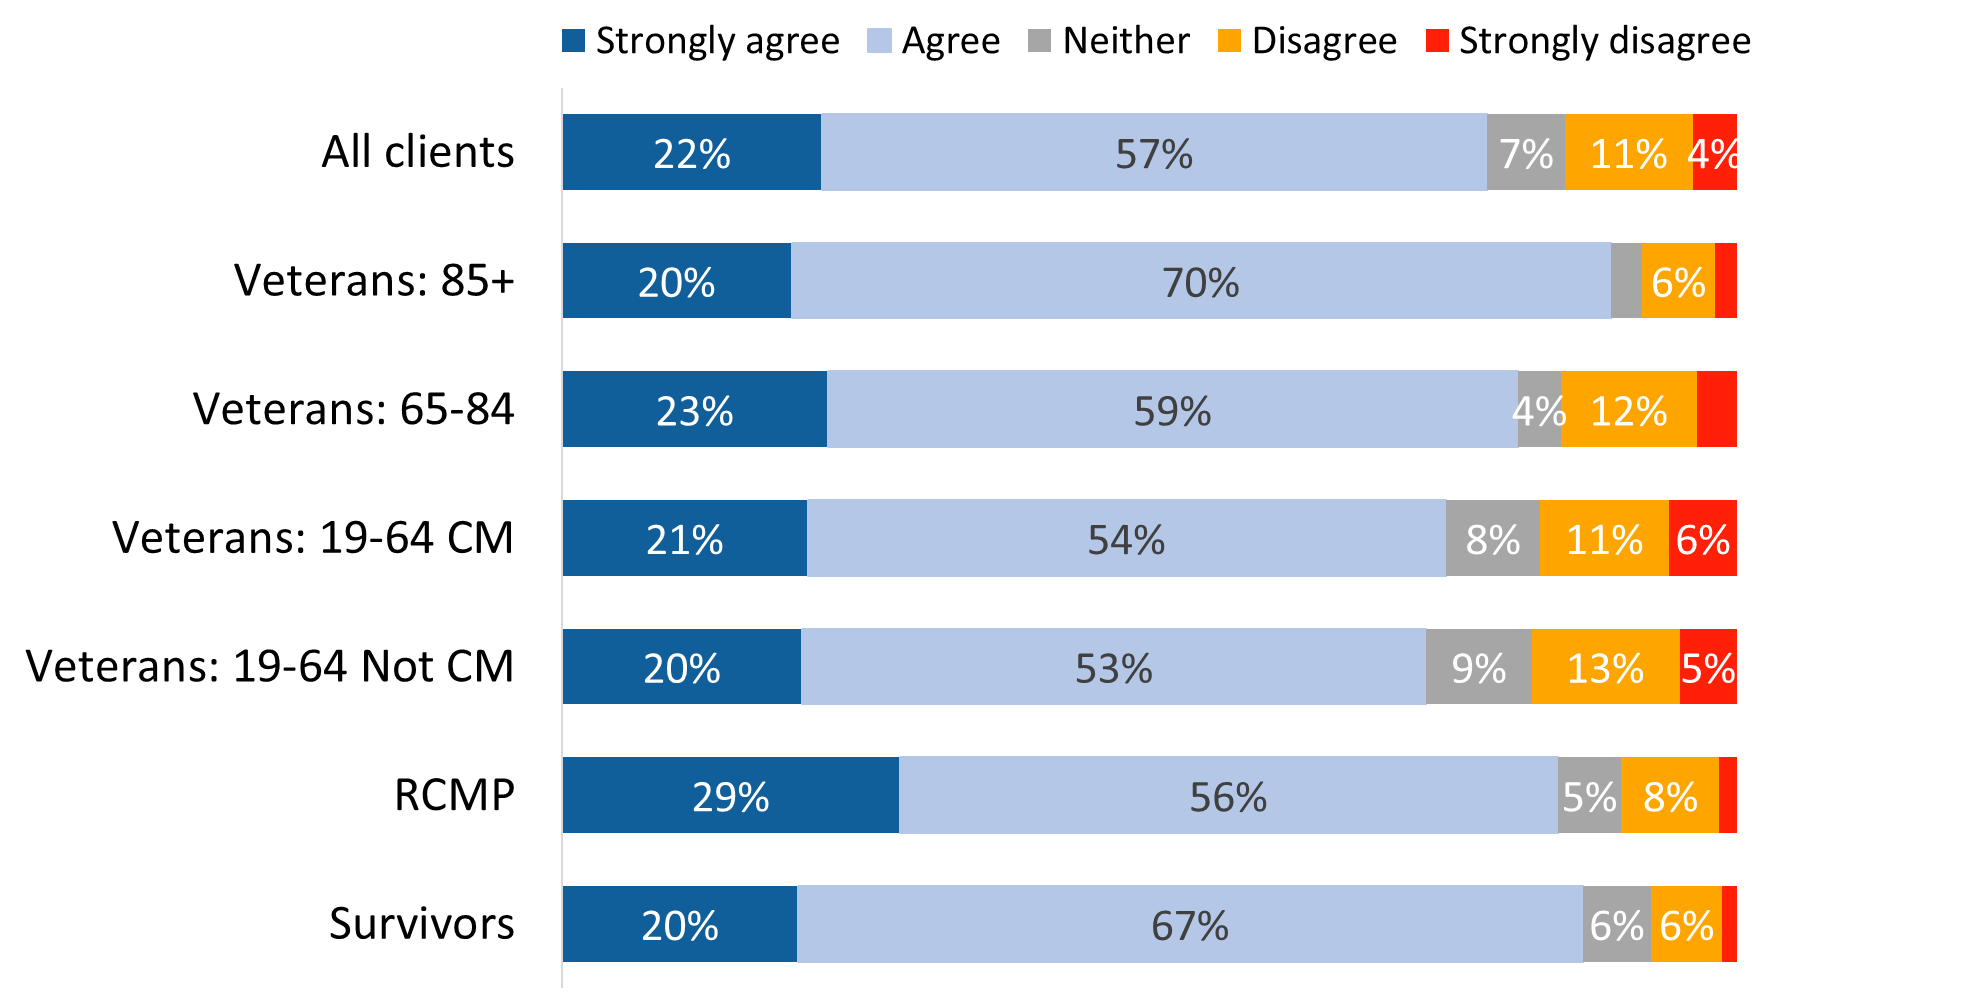 Strongly agree Agree Neither Disagree Strongly disagree
All clients 22% 57% 7% 11% 4%
Veterans: 85+ 20% 70% 6%
Veterans: 65-84 23% 59% 4% 12%
Veterans: 19-64 CM 21% 54% 8% 11% 6%
Veterans: 19-64 Not CM 20% 53% 9% 13% 5%
RCMP 29% 56% 5% 8%
Survivors 20% 67% 6% 6%